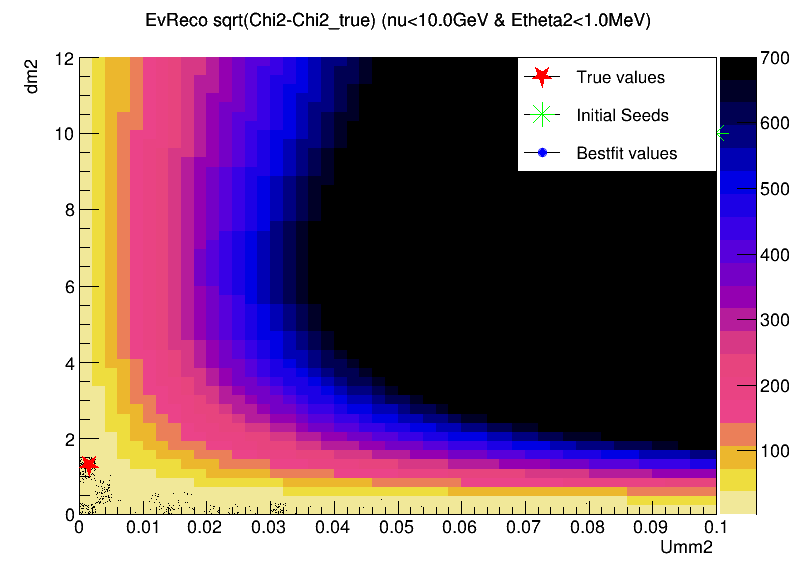 EvReco sqrt(Chi2-Chi2_true) (nu<10.0GeV & Etheta2<1.0MeV)
dm2
12
10
8
6
4
2
0
True values
Initial Seeds
Bestfit values
700
600
500
400
300
200
100
0 0.01 0.02 0.03 0.04 0.05 0.06 0.07 0.08 0.09 0.1
Umm2